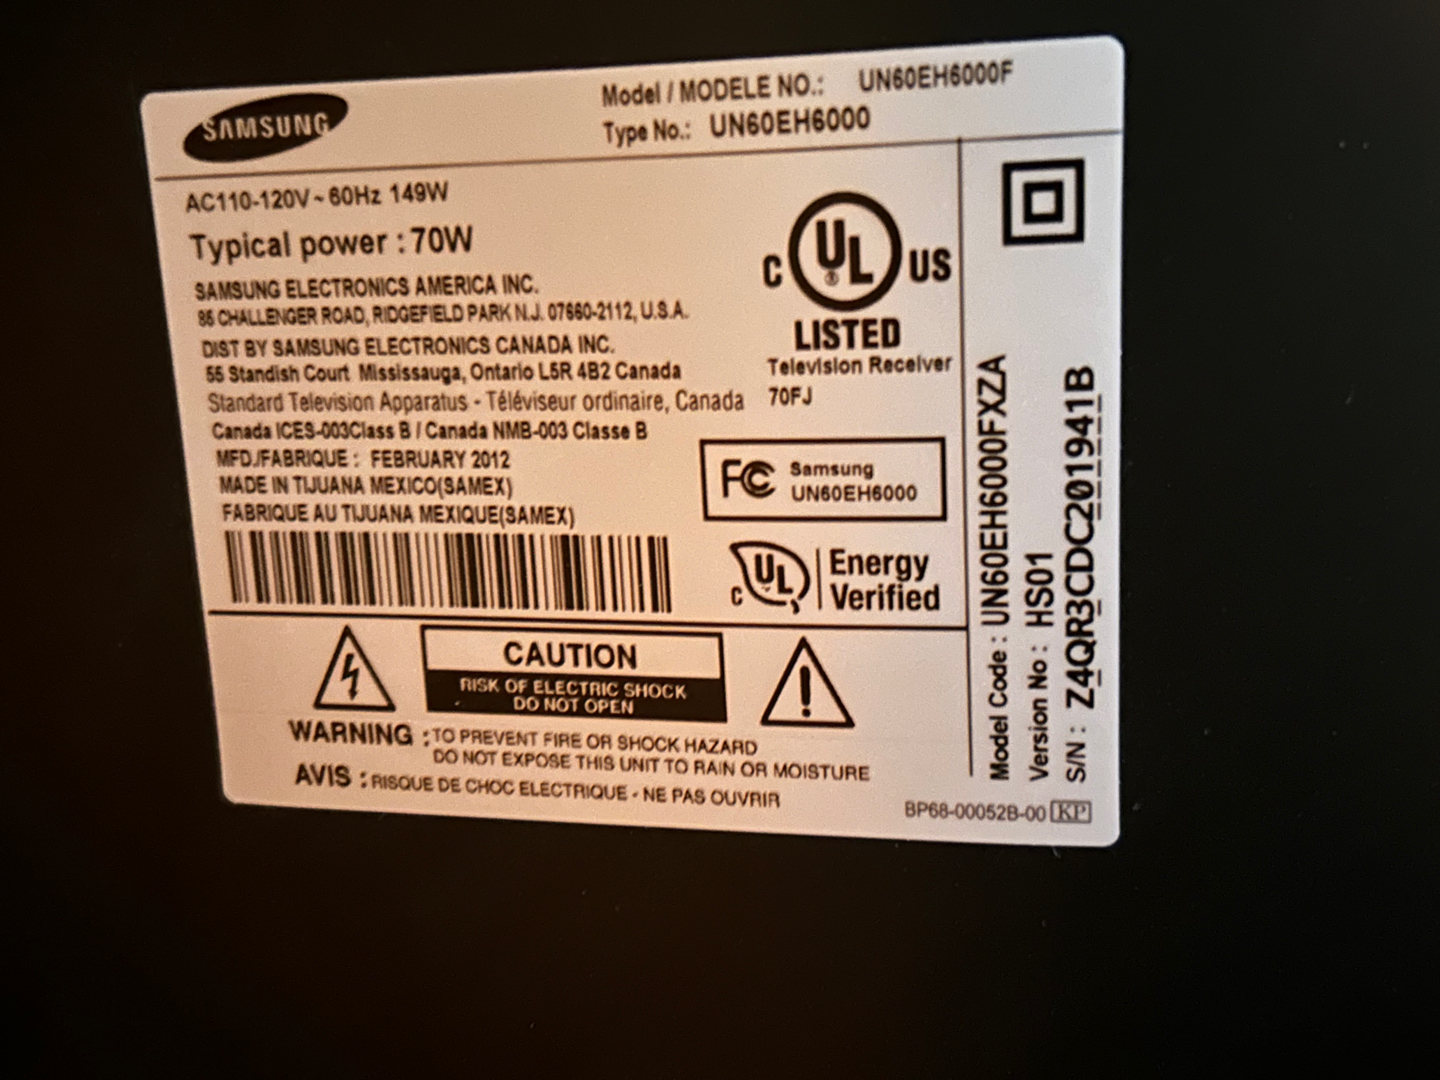 SAMSUNG
Model / MODELE NO.: UN60EH6000F
Type No.: UN60EH6000
AC110-120V~60Hz 149W
Typical power : 70W
SAMSUNG ELECTRONICS AMERICA INC.
85 CHALLENGER ROAD, RIDGEFIELD PARK N.J. 07660-2112, U.S.A.
DIST BY SAMSUNG ELECTRONICS CANADA INC.
55 Standish Court Mississauga, Ontario L5R 4B2 Canada
Standard Television Apparatus - Téléviseur ordinaire, Canada
Canada ICES-003Class B / Canada NMB-003 Classe B
MFD./FABRIQUE : FEBRUARY 2012
MADE IN TIJUANA MEXICO(SAMEX)
FABRIQUE AU TIJUANA MEXIQUE(SAMEX)
C UL ® US
LISTED
Television Receiver
70FJ
FC Samsung
UN60EH6000
C UL Energy
Verified
CAUTION
RISK OF ELECTRIC SHOCK
DO NOT OPEN
WARNING : TO PREVENT FIRE OR SHOCK HAZARD
DO NOT EXPOSE THIS UNIT TO RAIN OR MOISTURE
AVIS : RISQUE DE CHOC ELECTRIQUE - NE PAS OUVRIR
Model Code : UN60EH6000FXZA
Version No : HS01
S/N : Z4QR3CDC201941B
BP68-00052B-00 KP